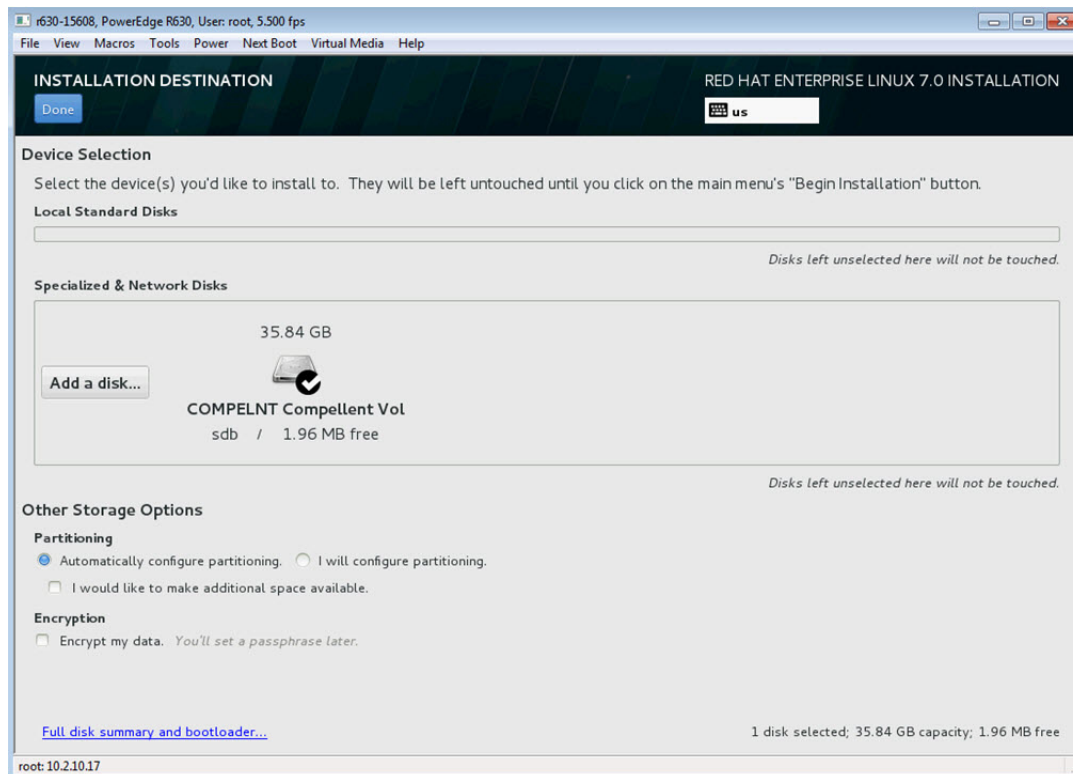 r630-15608, PowerEdge R630, User: root, 5.500 fps
File View Macros Tools Power Next Boot Virtual Media Help
INSTALLATION DESTINATION
RED HAT ENTERPRISE LINUX 7.0 INSTALLATION
Done
us
Device Selection
Select the device(s) you'd like to install to. They will be left untouched until you click on the main menu's "Begin Installation" button.
Local Standard Disks
Disks left unselected here will not be touched.
Specialized & Network Disks
35.84 GB
Add a disk...
COMPELNT Compellent Vol
sdb / 1.96 MB free
Disks left unselected here will not be touched.
Other Storage Options
Partitioning
Automatically configure partitioning. I will configure partitioning.
I would like to make additional space available.
Encryption
Encrypt my data. You'll set a passphrase later.
Full disk summary and bootloader...
1 disk selected; 35.84 GB capacity; 1.96 MB free
root: 10.2.10.17